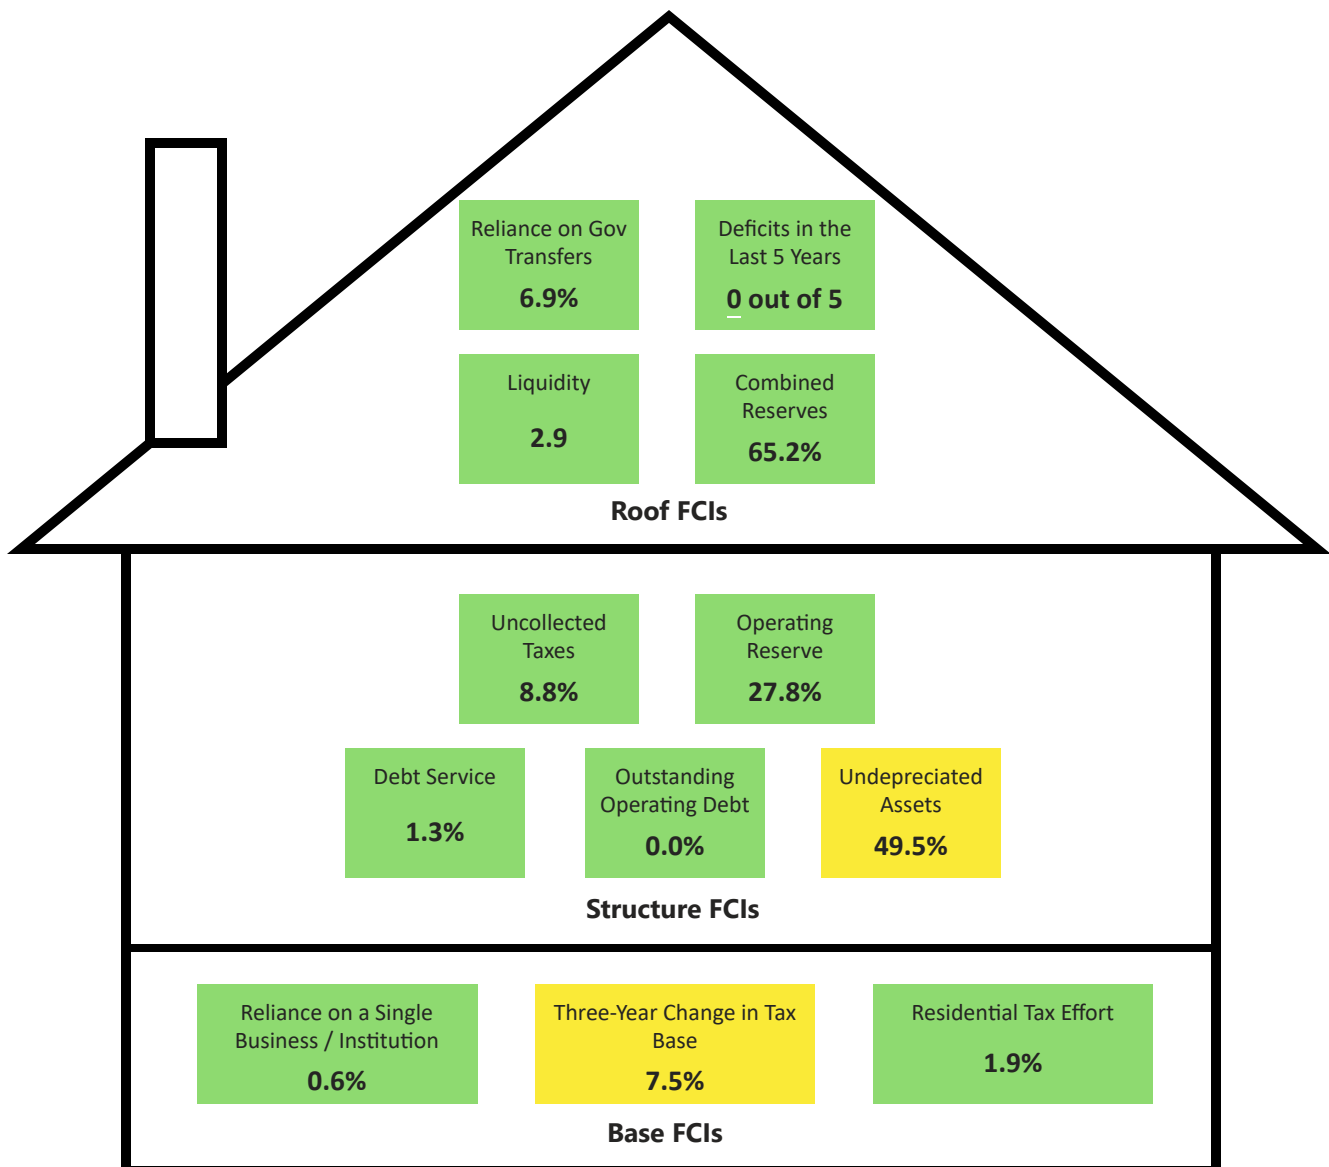 Reliance on Gov
Transfers
6.9%
Deficits in the
Last 5 Years
0 out of 5
Liquidity
2.9
Combined
Reserves
65.2%
Roof FCIs
Uncollected
Taxes
8.8%
Operating
Reserve
27.8%
Debt Service
1.3%
Outstanding
Operating Debt
0.0%
Undepreciated
Assets
49.5%
Structure FCIs
Reliance on a Single
Business / Institution
0.6%
Three-Year Change in Tax
Base
7.5%
Residential Tax Effort
1.9%
Base FCIs